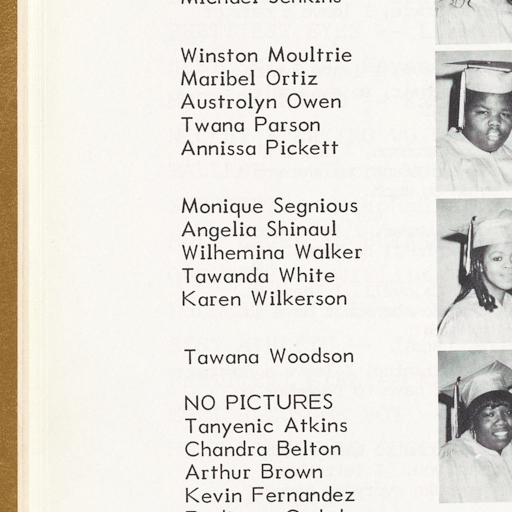 Michael Jenkins
Winston Moultrie
Maribel Ortiz
Austrolyn Owen
Twana Parson
Annissa Pickett
Monique Segnious
Angelia Shinaul
Wilhemina Walker
Tawanda White
Karen Wilkerson
Tawana Woodson
NO PICTURES
Tanyenic Atkins
Chandra Belton
Arthur Brown
Kevin Fernandez